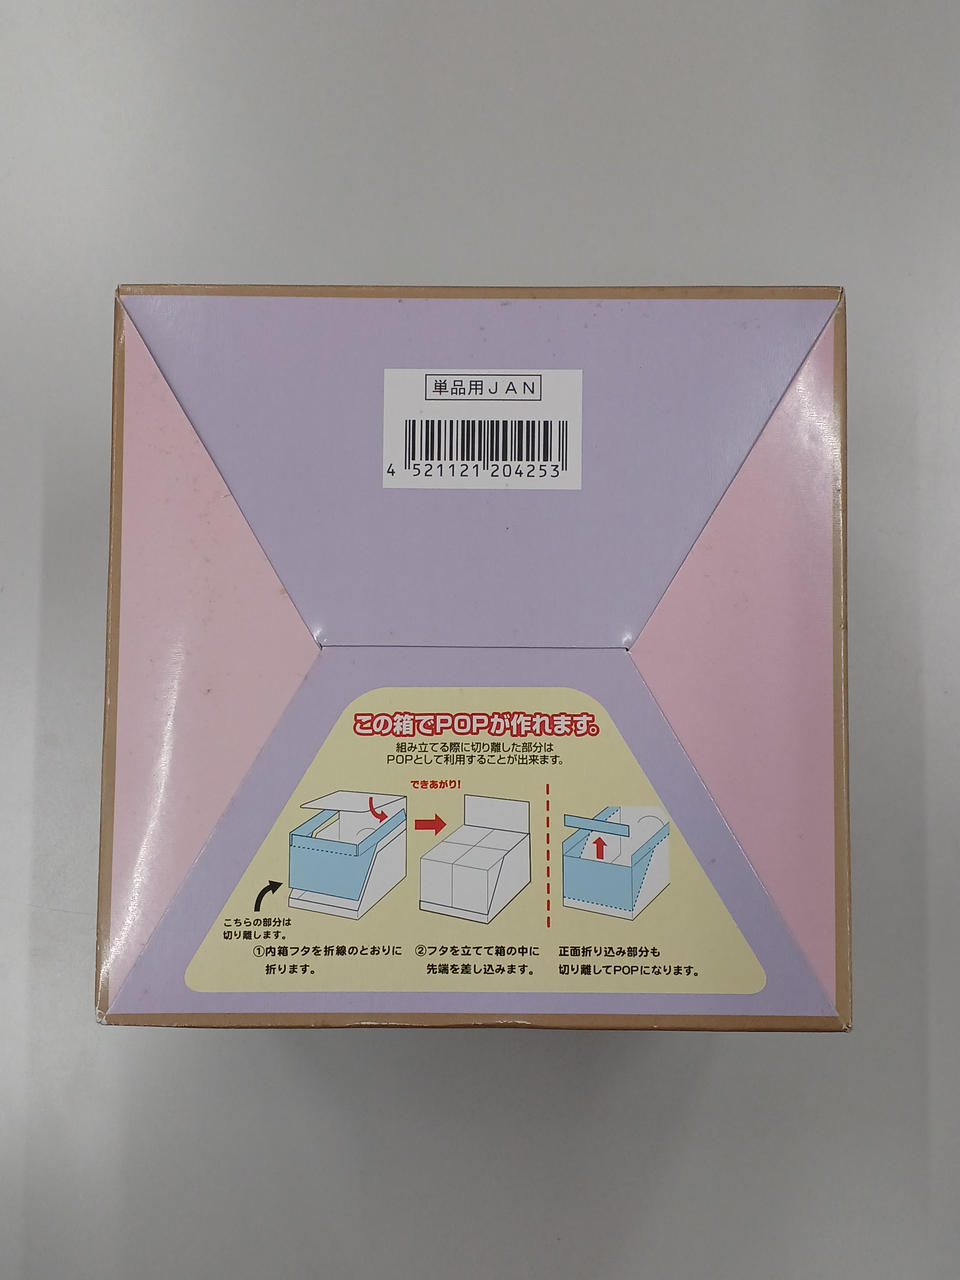 単品用JAN
4 521121 204253
この箱でPOPが作れます。
組み立てる際に切り離した部分は
POPとして利用することが出来ます。
できあがり!
こちらの部分は
切り離します。
①内箱フタを折線のとおりに
折ります。
②フタを立てて箱の中に
先端を差し込みます。
正面折り込み部分も
切り離してPOPになります。